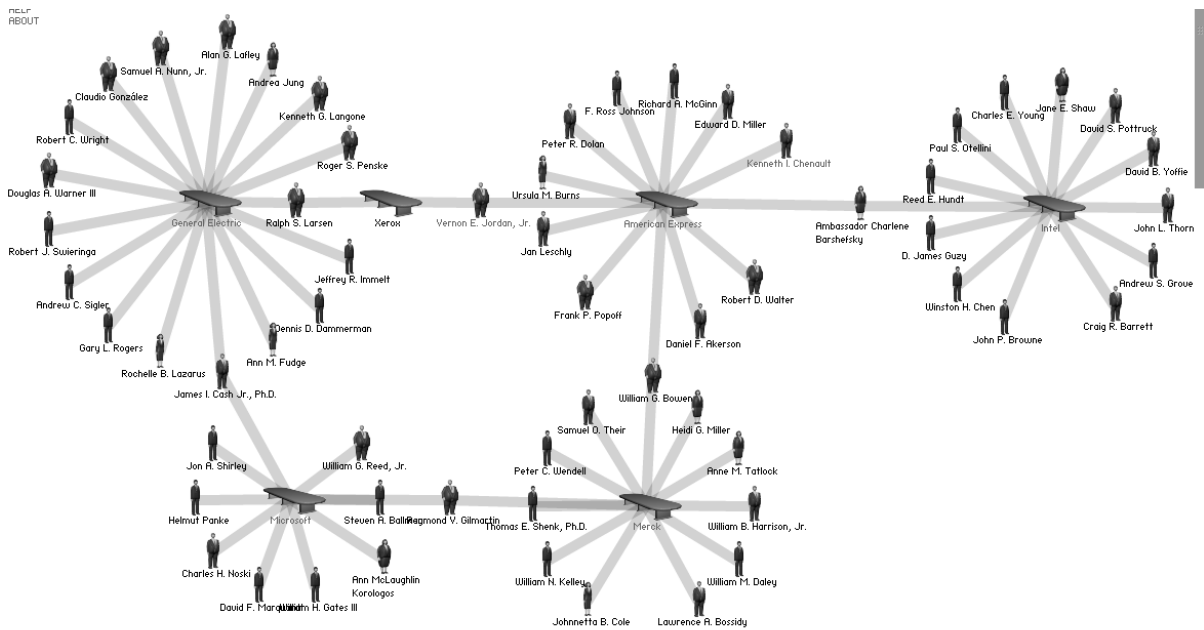 HELP
ABOUT
Alan G. Lafley
Samuel A. Nunn, Jr.
Andrea Jung
Claudio González
Kenneth G. Langone
Robert C. Wright
Roger S. Penske
Douglas A. Warner III
General Electric
Ralph S. Larsen
Xerox
Vernon E. Jordan, Jr.
Robert J. Swieringa
Jeffrey R. Immelt
Andrew C. Sigler
Dennis D. Dammerman
Gary L. Rogers
Ann M. Fudge
Rochelle B. Lazarus
James I. Cash Jr., Ph.D.
F. Ross Johnson
Richard A. McGinn
Edward D. Miller
Peter R. Dolan
Kenneth I. Chenault
Ursula M. Burns
American Express
Jan Leschly
Robert D. Walter
Frank P. Popoff
Daniel F. Akerson
Ambassador Charlene
Barshefsky
Jane E. Shaw
Charles E. Young
David S. Pottruck
Paul S. Otellini
David B. Yoffie
Reed E. Hundt
Intel
John L. Thorn
D. James Guzy
Andrew S. Grove
Winston H. Chen
Craig R. Barrett
John P. Browne
William G. Bowen
Samuel O. Their
Heidi G. Miller
Peter C. Wendell
Anne M. Tatlock
Thomas E. Shenk, Ph.D.
Merck
William B. Harrison, Jr.
William N. Kelley
William M. Daley
Johnnetta B. Cole
Lawrence A. Bossidy
Jon A. Shirley
William G. Reed, Jr.
Helmut Panke
Microsoft
Steven A. Ballmer
Raymond V. Gilmartin
Charles H. Noski
Ann McLaughlin
Korologos
David F. Marquardt
William H. Gates III